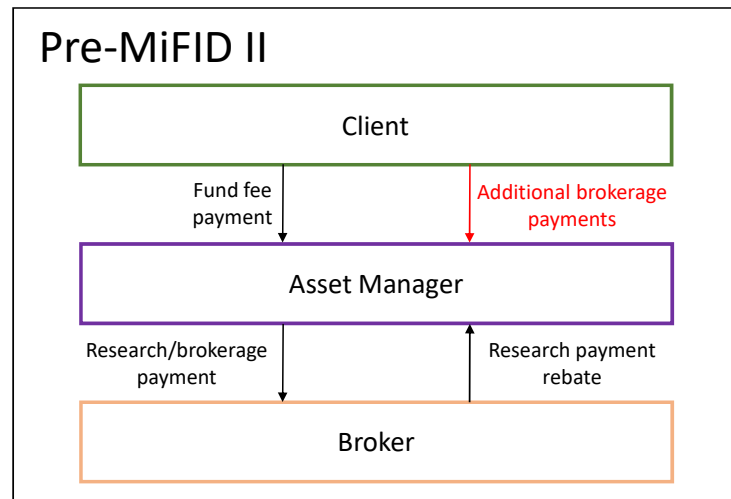 Pre-MiFID II
Client
Fund fee
payment
Additional brokerage
payments
Asset Manager
Research/brokerage
payment
Research payment
rebate
Broker